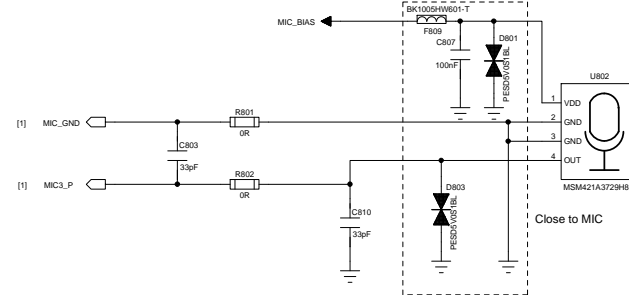 BK1005HW601-T
MIC_BIAS
F809
C807
100nF
D801
PESD5V0S1BL
U802
1 VDD
2 GND
3 GND
4 OUT
MSM421A3729H8
[1] MIC_GND
R801
0R
C803
33pF
[1] MIC3_P
R802
0R
C810
33pF
D803
PESD5V0S1BL
Close to MIC